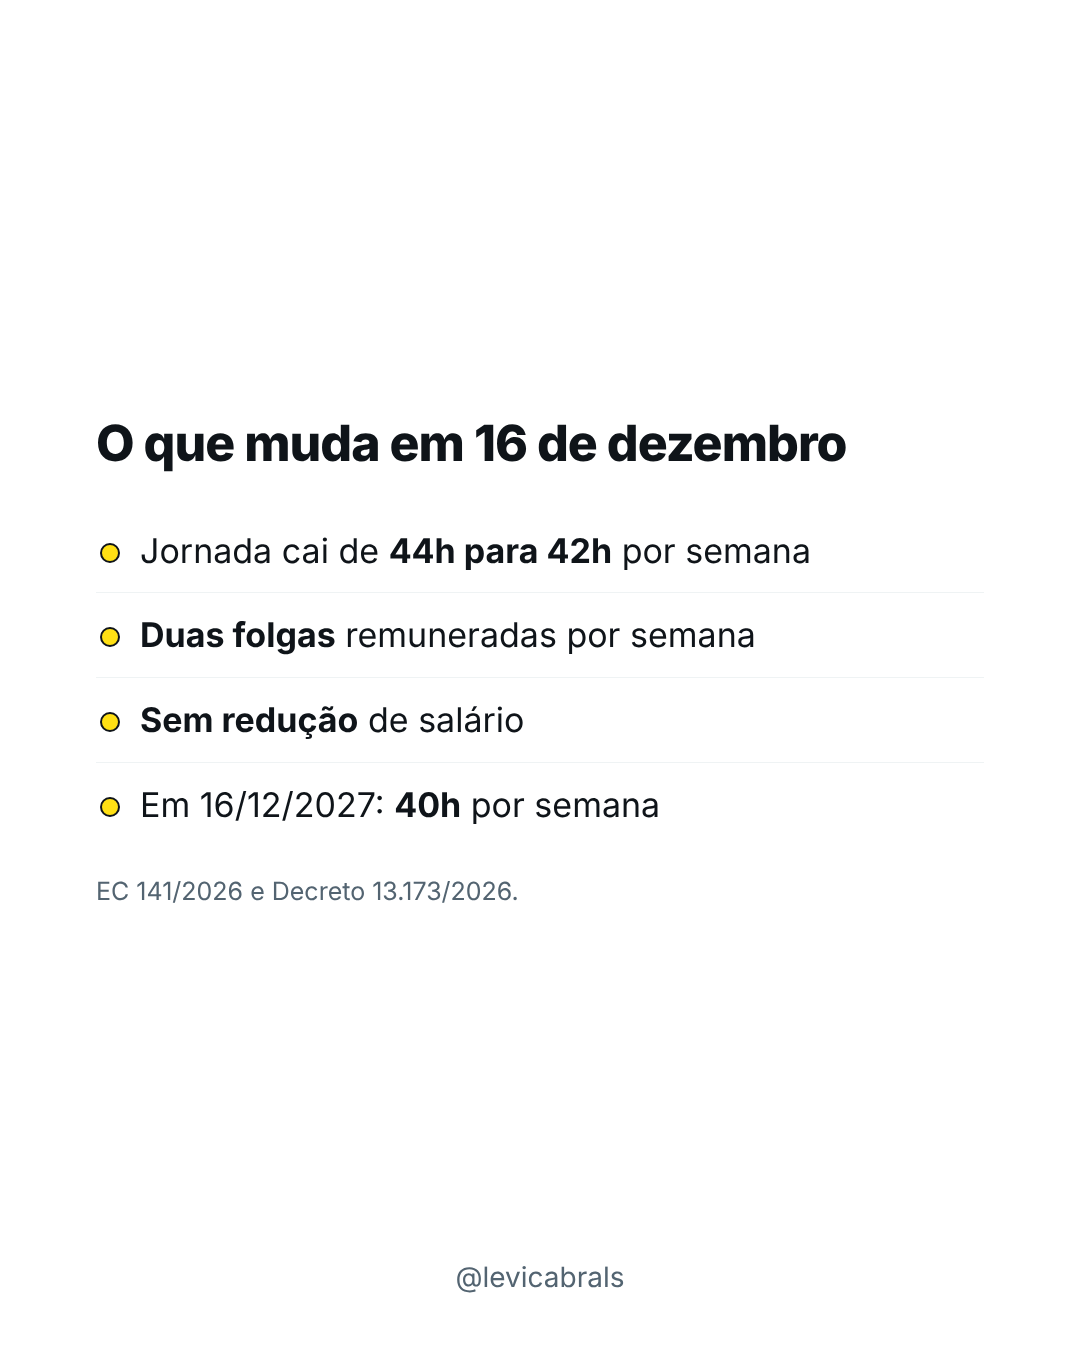 O que muda em 16 de dezembro
Jornada cai de 44h para 42h por semana
Duas folgas remuneradas por semana
Sem redução de salário
Em 16/12/2027: 40h por semana
EC 141/2026 e Decreto 13.173/2026.
@levicabrals